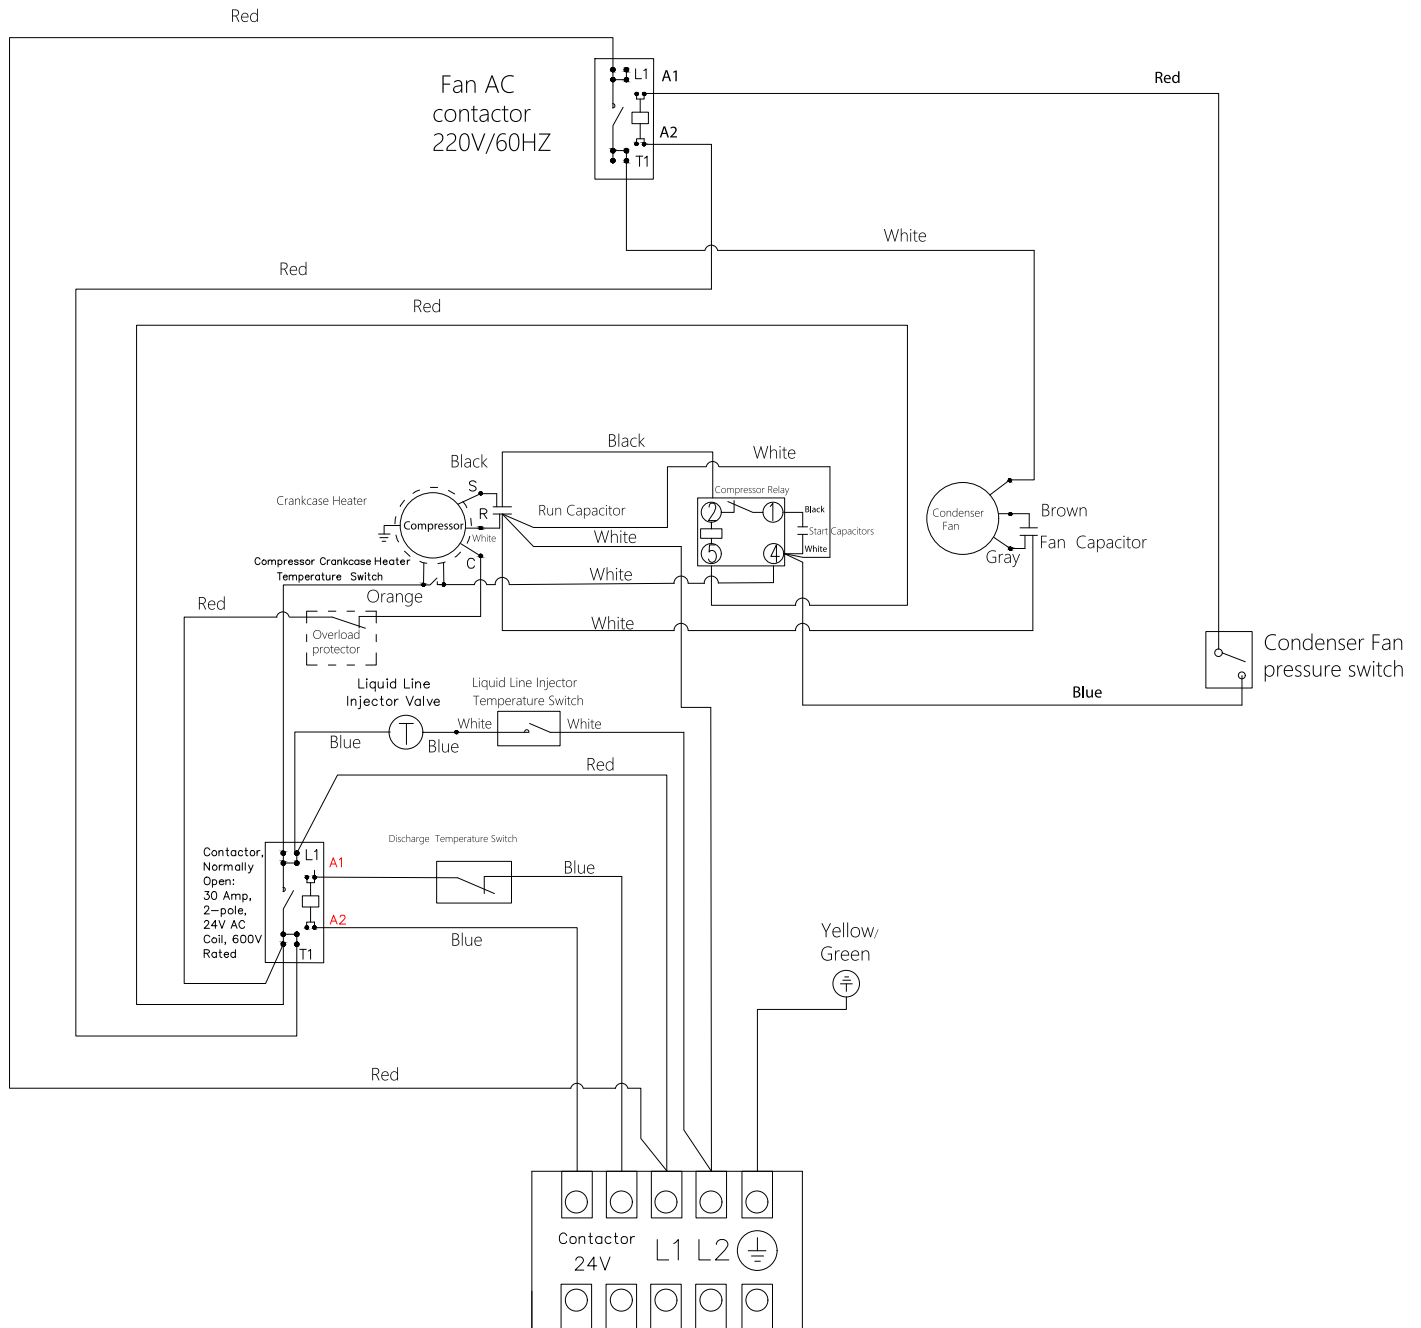 Red
Fan AC
contactor
220V/60HZ
L1
A1
A2
T1
Red
White
Red
Red
Black
White
Black
S
Crankcase Heater
R
Run Capacitor
Compressor
White
White
C
Compressor Relay
2
1
Black
Start Capacitors
5
4
White
Condenser
Fan
Brown
Fan Capacitor
Gray
Compressor Crankcase Heater
Temperature Switch
White
Orange
Red
Overload
protector
White
Condenser Fan
pressure switch
Blue
Liquid Line
Injector Valve
Liquid Line Injector
Temperature Switch
T
Blue
Blue
White
White
Red
Contactor,
Normally
Open:
30 Amp,
2-pole,
24V AC
Coil, 600V
Rated
L1
A1
A2
T1
Discharge Temperature Switch
Blue
Blue
Yellow/
Green
Red
Contactor
24V
L1
L2